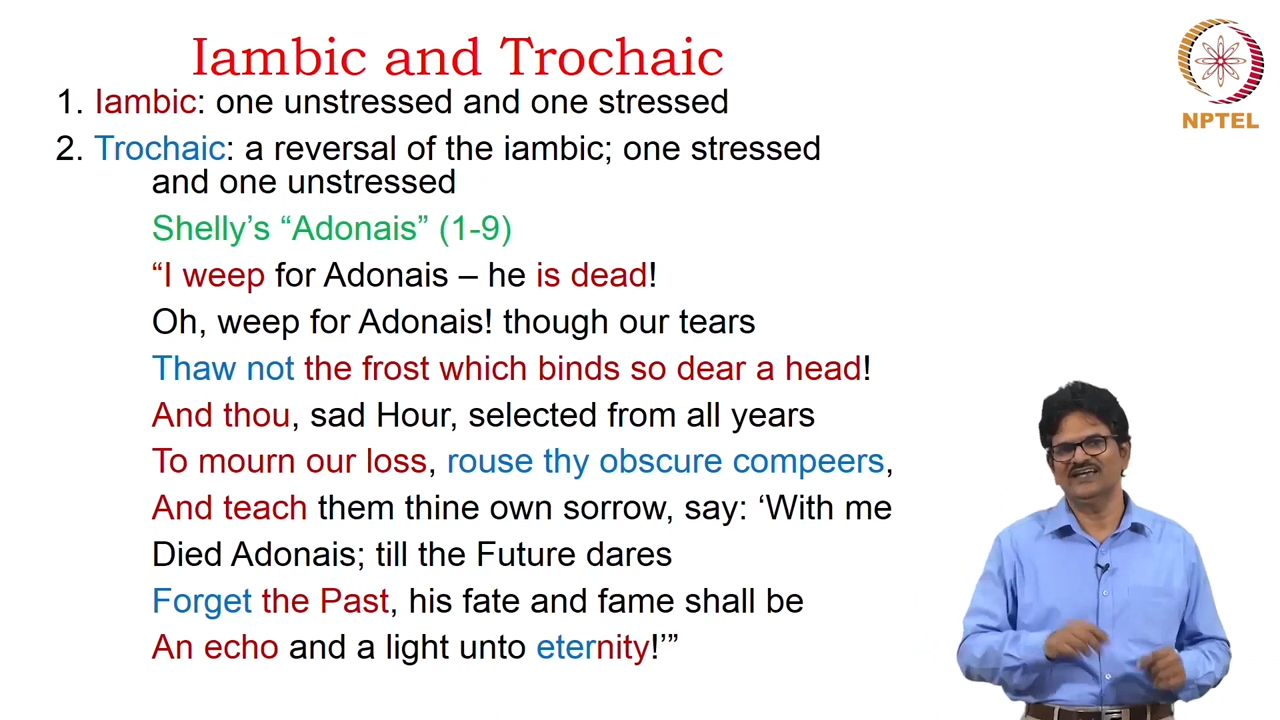 Iambic and Trochaic
NPTEL
1. Iambic: one unstressed and one stressed
2. Trochaic: a reversal of the iambic; one stressed
and one unstressed
Shelly’s “Adonais” (1-9)
“I weep for Adonais – he is dead!
Oh, weep for Adonais! though our tears
Thaw not the frost which binds so dear a head!
And thou, sad Hour, selected from all years
To mourn our loss, rouse thy obscure compeers,
And teach them thine own sorrow, say: ‘With me
Died Adonais; till the Future dares
Forget the Past, his fate and fame shall be
An echo and a light unto eternity!’”